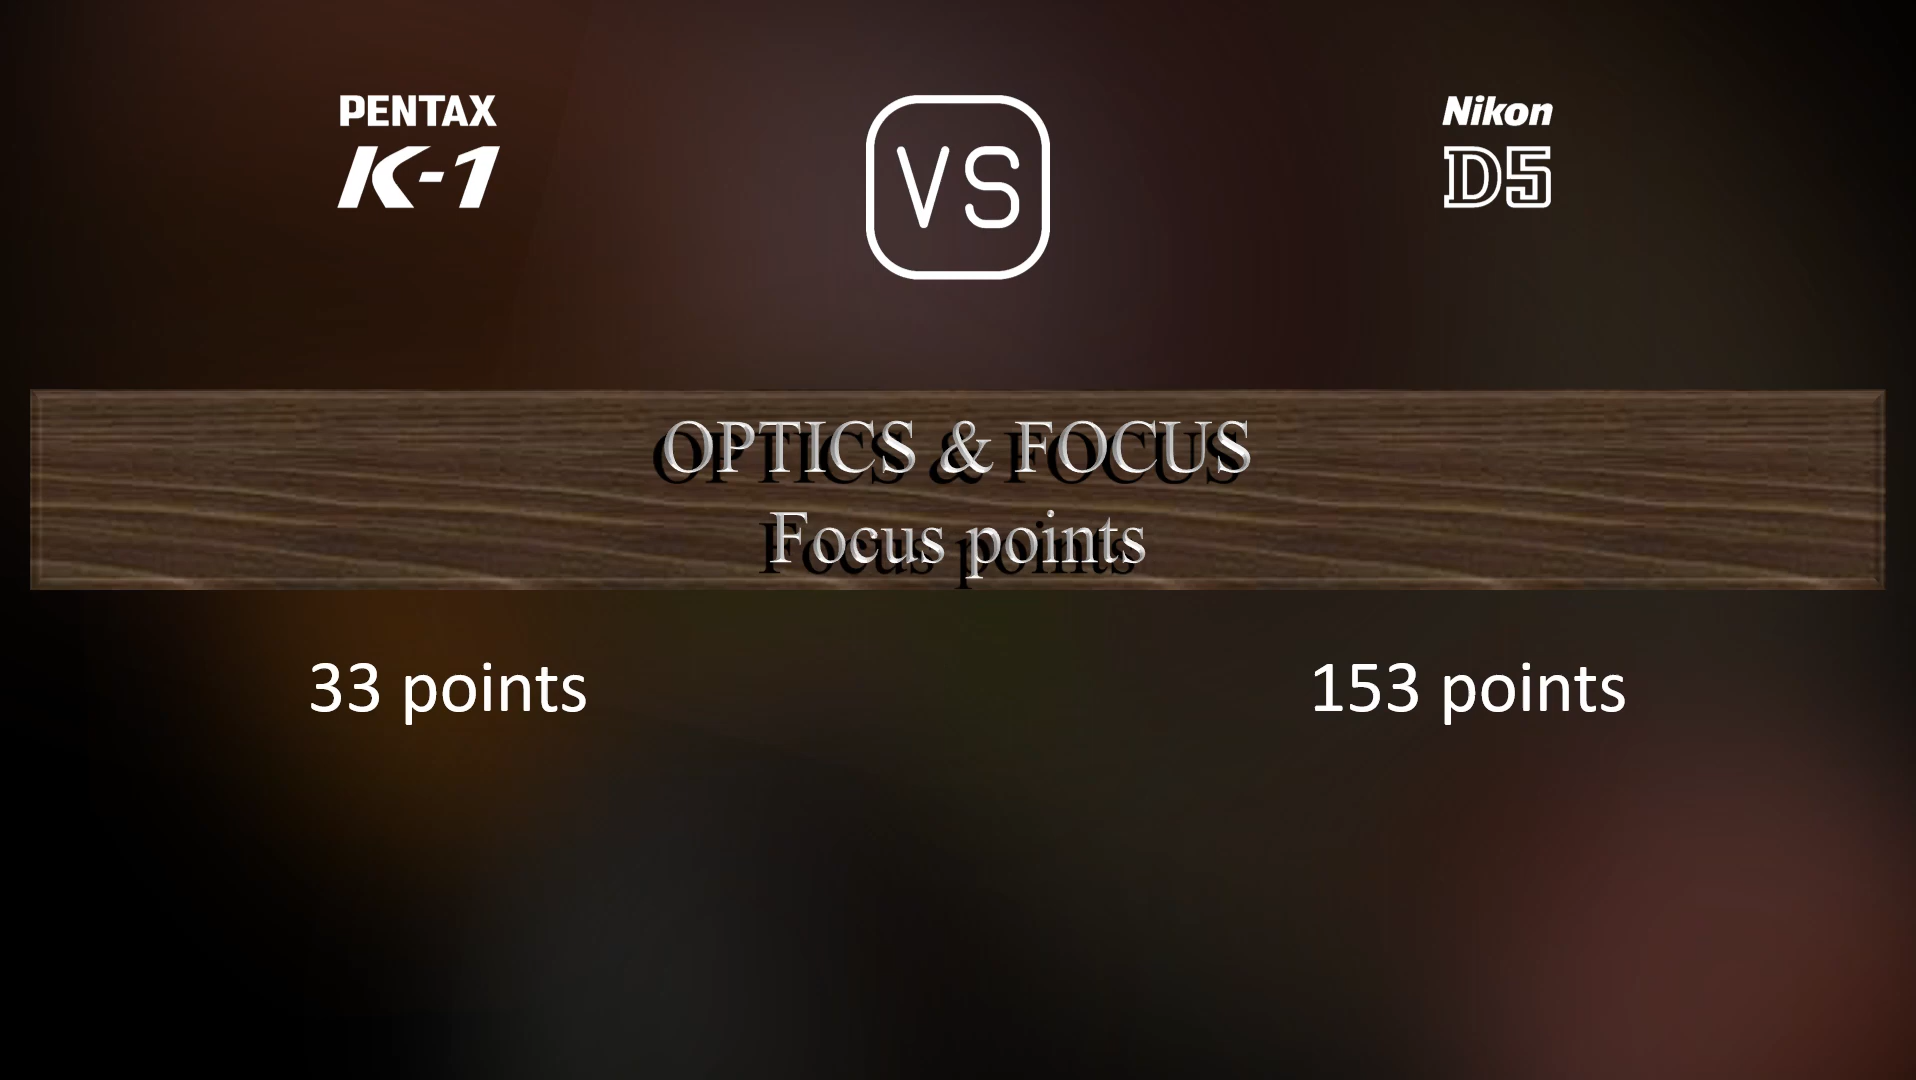 PENTAX
K-1
VS
Nikon
D5
OPTICS & FOCUS
Focus points
33 points
153 points